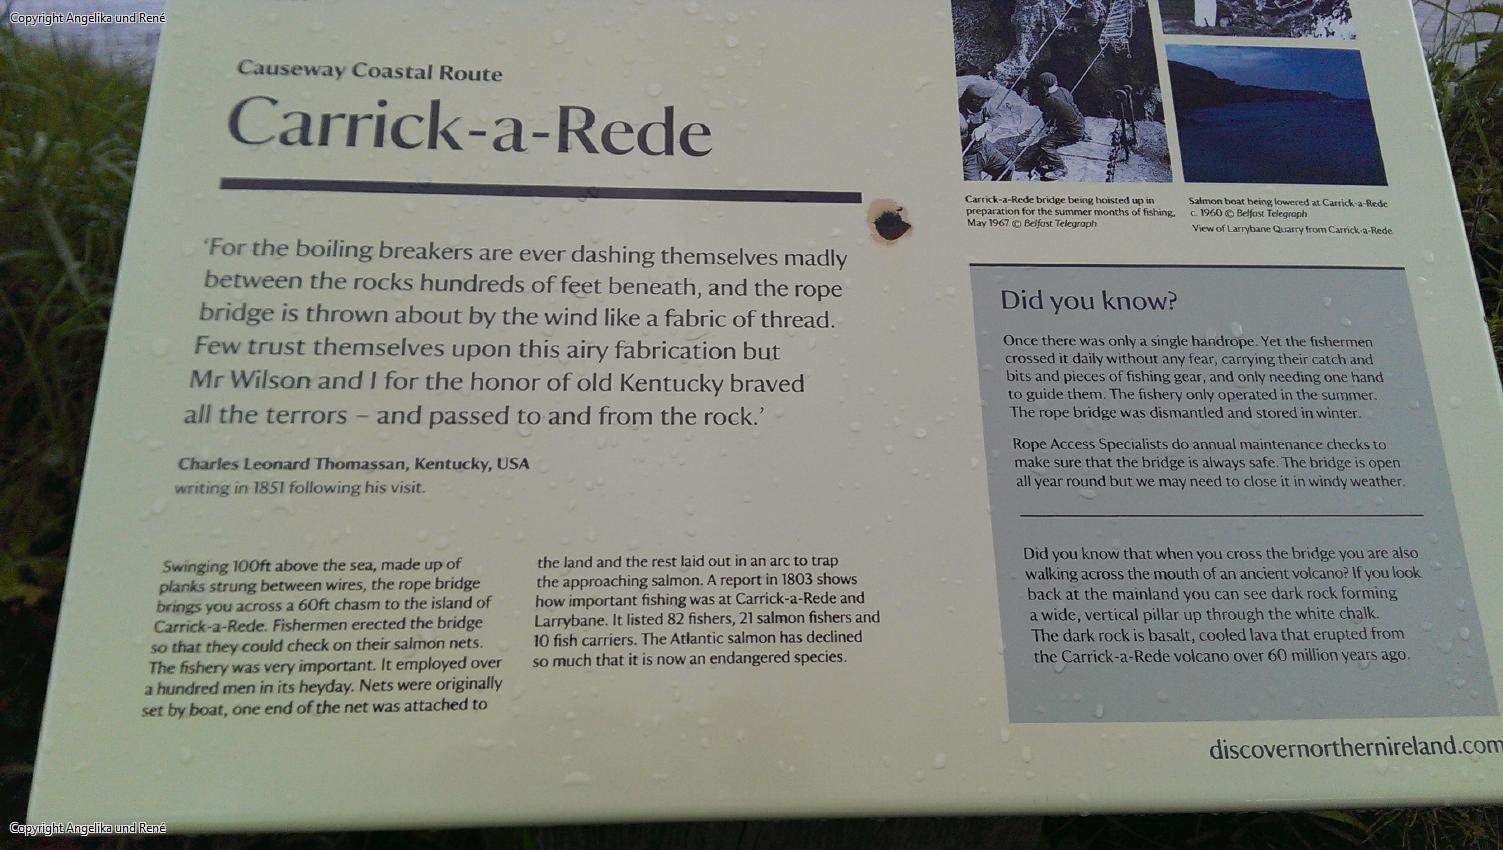 Copyright Angelika und René
Causeway Coastal Route
Carrick-a-Rede
'For the boiling breakers are ever dashing themselves madly
between the rocks hundreds of feet beneath, and the rope
bridge is thrown about by the wind like a fabric of thread.
Few trust themselves upon this airy fabrication but
Mr Wilson and I for the honor of old Kentucky braved
all the terrors – and passed to and from the rock.'
Charles Leonard Thomassan, Kentucky, USA
writing in 1851 following his visit.
Swinging 100ft above the sea, made up of
planks strung between wires, the rope bridge
brings you across a 60ft chasm to the island of
Carrick-a-Rede. Fishermen erected the bridge
so that they could check on their salmon nets.
The fishery was very important. It employed over
a hundred men in its heyday. Nets were originally
set by boat, one end of the net was attached to
the land and the rest laid out in an arc to trap
the approaching salmon. A report in 1803 shows
how important fishing was at Carrick-a-Rede and
Larrybane. It listed 82 fishers, 21 salmon fishers and
10 fish carriers. The Atlantic salmon has declined
so much that it is now an endangered species.
Carrick-a-Rede bridge being hoisted up in
preparation for the summer months of fishing,
May 1967 © Belfast Telegraph
Salmon boat being lowered at Carrick-a-Rede
c. 1960 © Belfast Telegraph
View of Larrybane Quarry from Carrick-a-Rede
Did you know?
Once there was only a single handrope. Yet the fishermen
crossed it daily without any fear, carrying their catch and
bits and pieces of fishing gear, and only needing one hand
to guide them. The fishery only operated in the summer.
The rope bridge was dismantled and stored in winter.
Rope Access Specialists do annual maintenance checks to
make sure that the bridge is always safe. The bridge is open
all year round but we may need to close it in windy weather.
Did you know that when you cross the bridge you are also
walking across the mouth of an ancient volcano? If you look
back at the mainland you can see dark rock forming
a wide, vertical pillar up through the white chalk.
The dark rock is basalt, cooled lava that erupted from
the Carrick-a-Rede volcano over 60 million years ago.
discovernorthernireland.com
Copyright Angelika und René